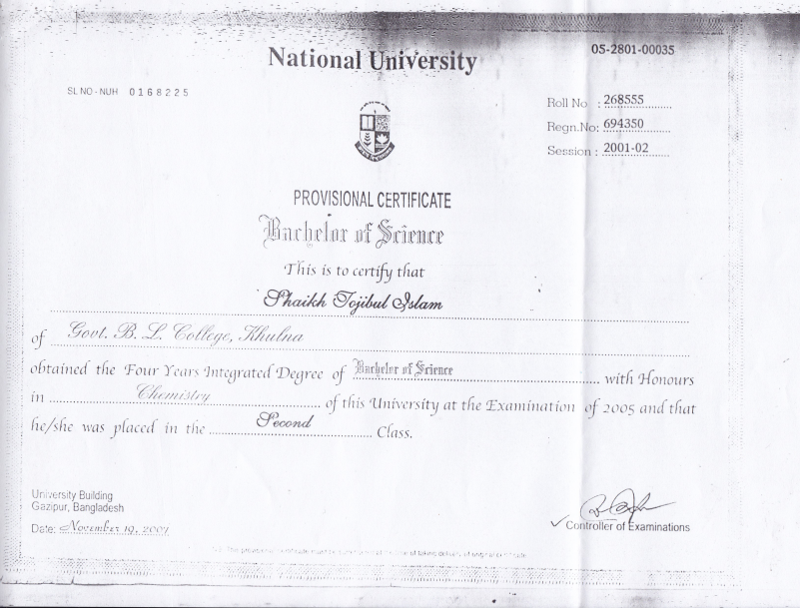 05-2801-00035
National University
SL NO - NUH 0168225
Roll No : 268555
Regn.No: 694350
Session : 2001-02
PROVISIONAL CERTIFICATE
Bachelor of Science
This is to certify that
Shaikh Tojibul Islam
of Govt. B. L. College, Khulna
obtained the Four Years Integrated Degree of Bachelor of Science with Honours
in Chemistry of this University at the Examination of 2005 and that
he/she was placed in the Second Class.
University Building
Gazipur, Bangladesh
Date: November 19, 2007
Controller of Examinations